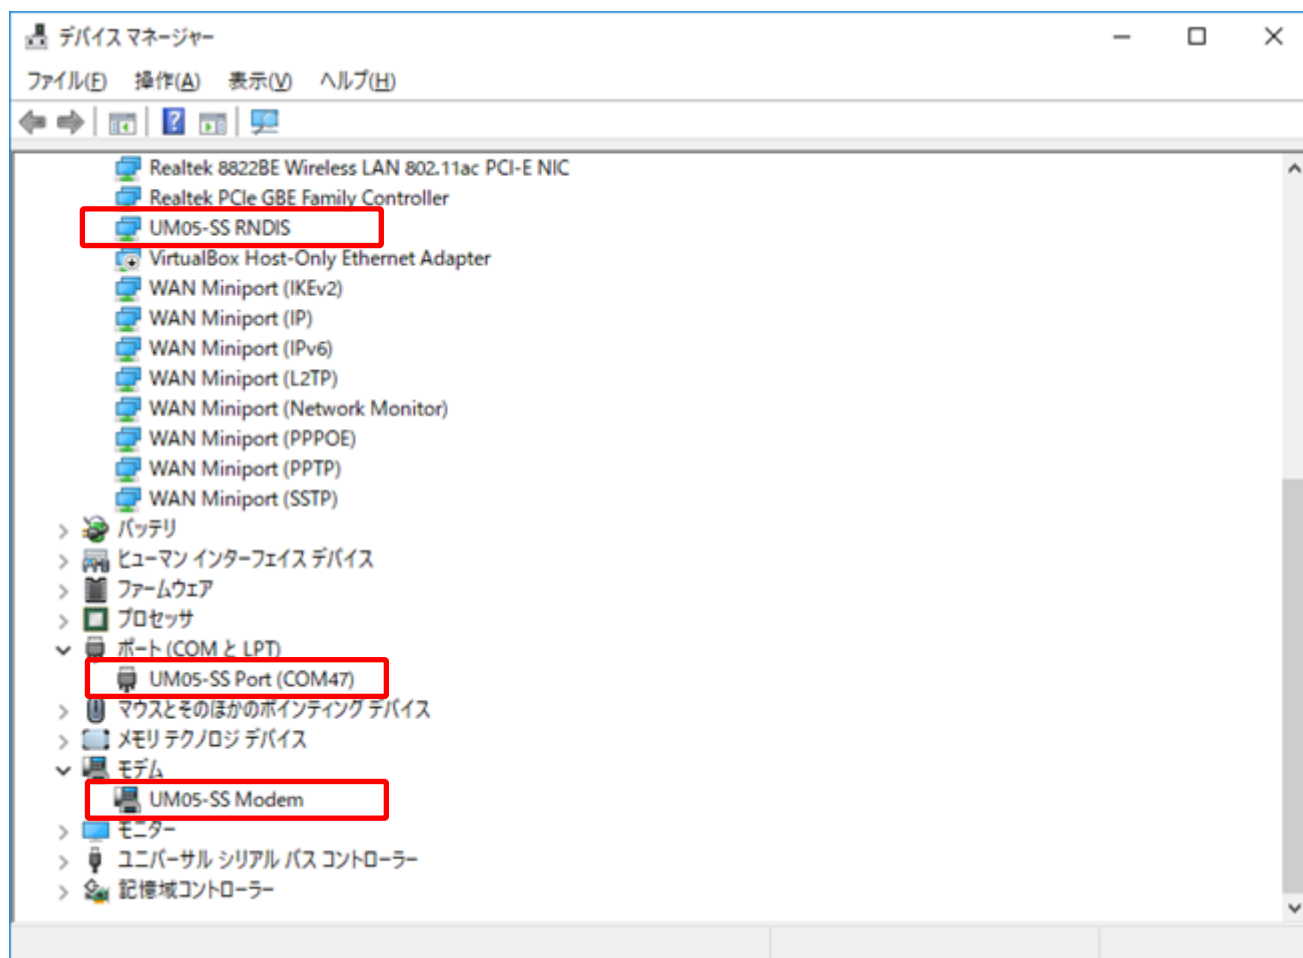 デバイス マネージャー
ファイル(F) 操作(A) 表示(V) ヘルプ(H)
Realtek 8822BE Wireless LAN 802.11ac PCI-E NIC
Realtek PCIe GBE Family Controller
UM05-SS RNDIS
VirtualBox Host-Only Ethernet Adapter
WAN Miniport (IKEv2)
WAN Miniport (IP)
WAN Miniport (IPv6)
WAN Miniport (L2TP)
WAN Miniport (Network Monitor)
WAN Miniport (PPPOE)
WAN Miniport (PPTP)
WAN Miniport (SSTP)
バッテリ
ヒューマン インターフェイス デバイス
ファームウェア
プロセッサ
ポート (COM と LPT)
UM05-SS Port (COM47)
マウスとそのほかのポインティング デバイス
メモリ テクノロジ デバイス
モデム
UM05-SS Modem
モニター
ユニバーサル シリアル バス コントローラー
記憶域コントローラー